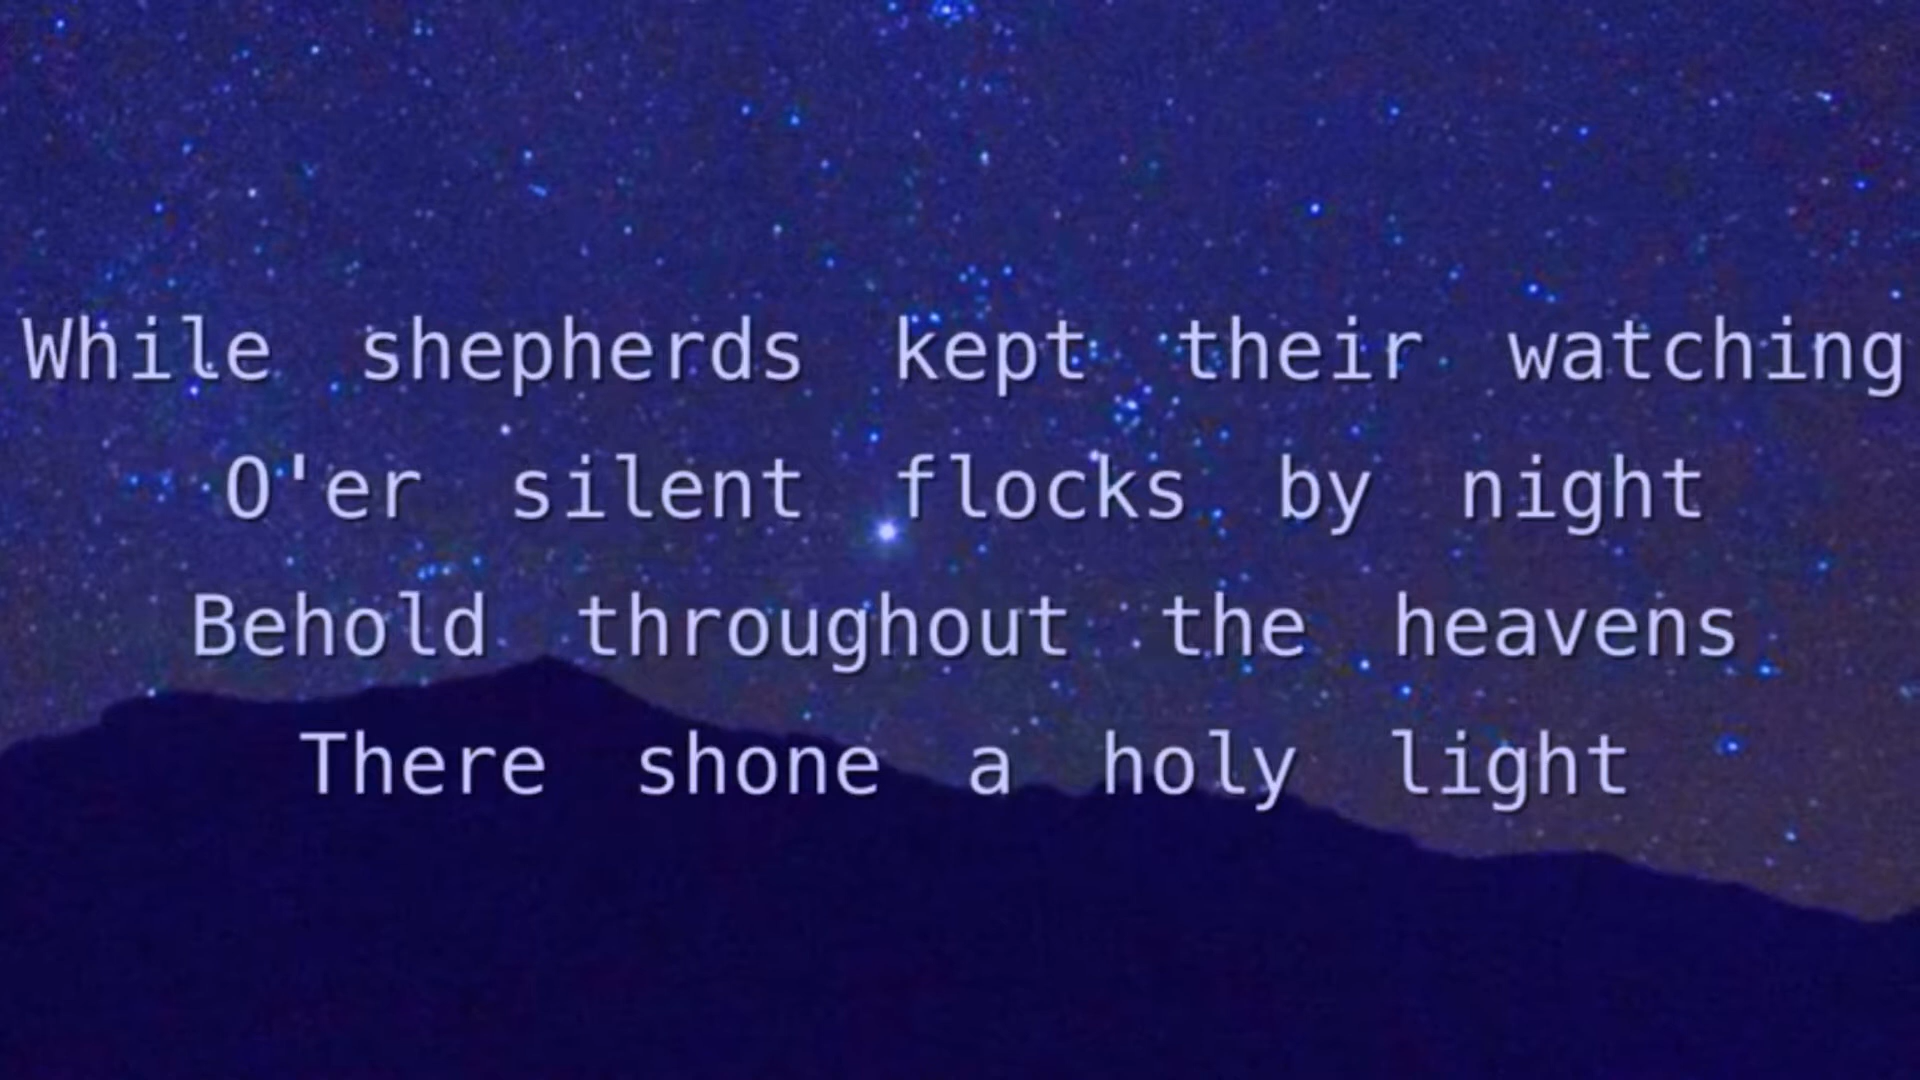 While shepherds kept their watching
O'er silent flocks by night
Behold throughout the heavens
There shone a holy light